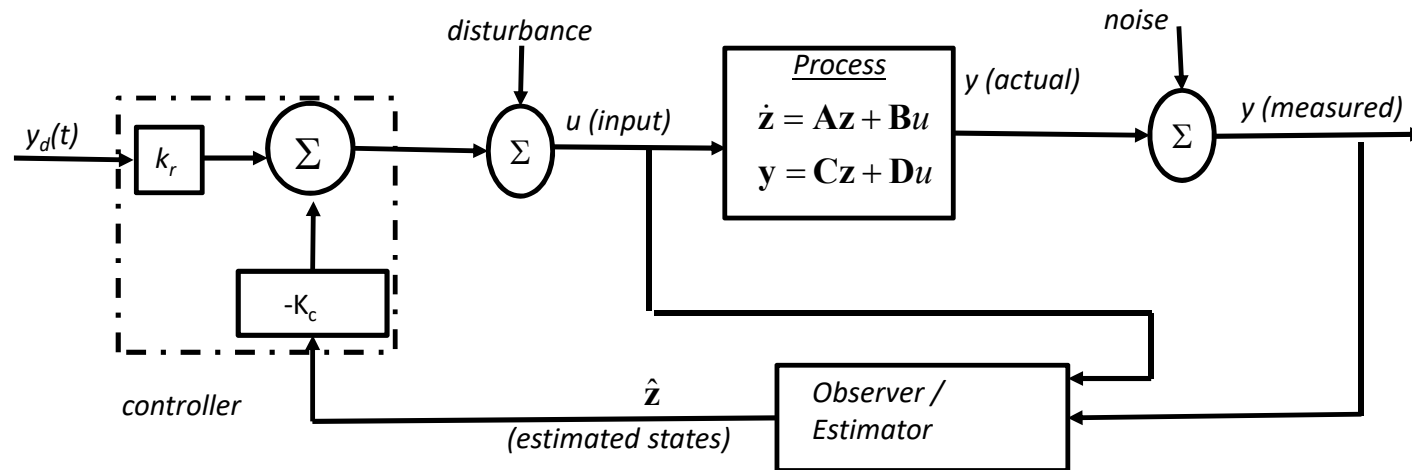 disturbance
noise
y_d(t)
k_r
Σ
Σ
u (input)
Process
ż = Az + Bu
y = Cz + Du
y (actual)
Σ
y (measured)
-K_c
controller
ẑ
(estimated states)
Observer /
Estimator